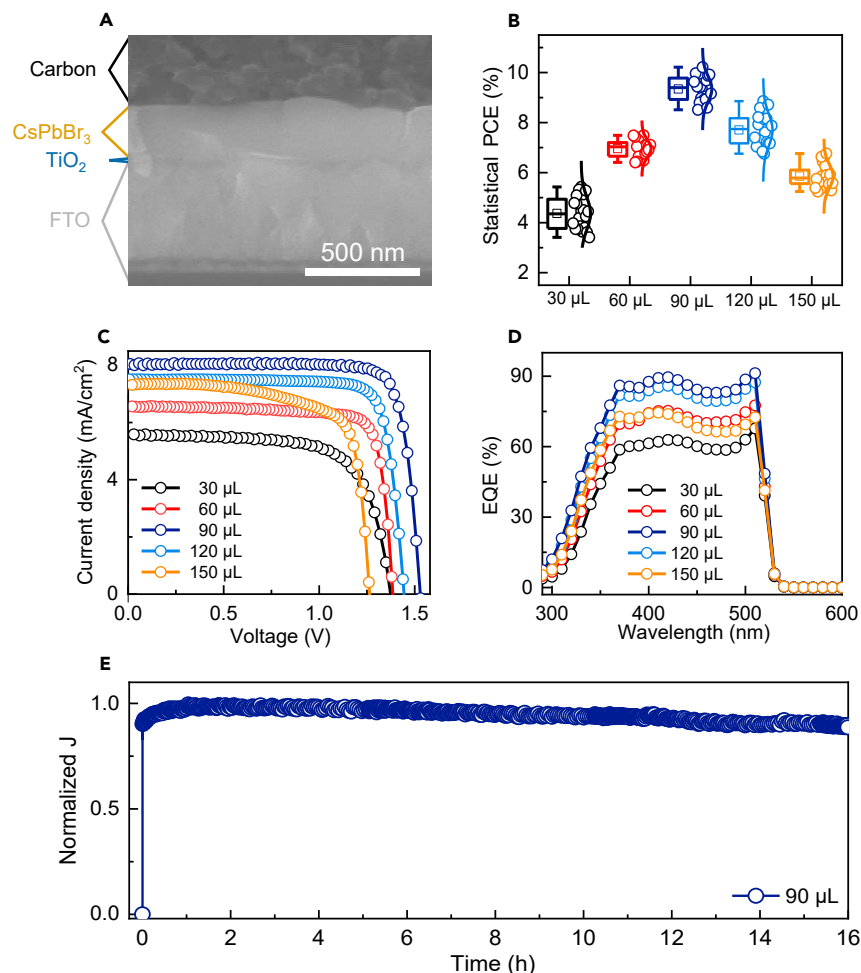 A
Carbon
CsPbBr₃
TiO₂
FTO
500 nm
B
Statistical PCE (%)
10
8
6
4
2
30 µL
60 µL
90 µL
120 µL
150 µL
C
Current density (mA/cm²)
8
4
0
30 µL
60 µL
90 µL
120 µL
150 µL
0.0
0.5
1.0
1.5
Voltage (V)
D
EQE (%)
90
60
30
0
30 µL
60 µL
90 µL
120 µL
150 µL
300
400
500
600
Wavelength (nm)
E
Normalized J
1.0
0.5
0.0
90 µL
0
2
4
6
8
10
12
14
16
Time (h)